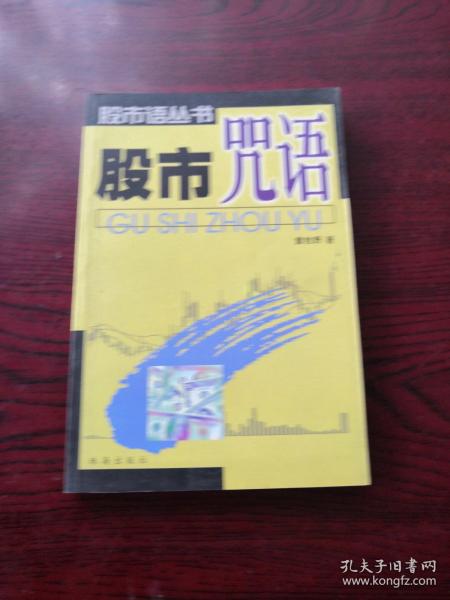 股市语丛书
股市 咒语
GU SHI ZHOU YU
著
孔夫子旧书网
www.kongfz.com